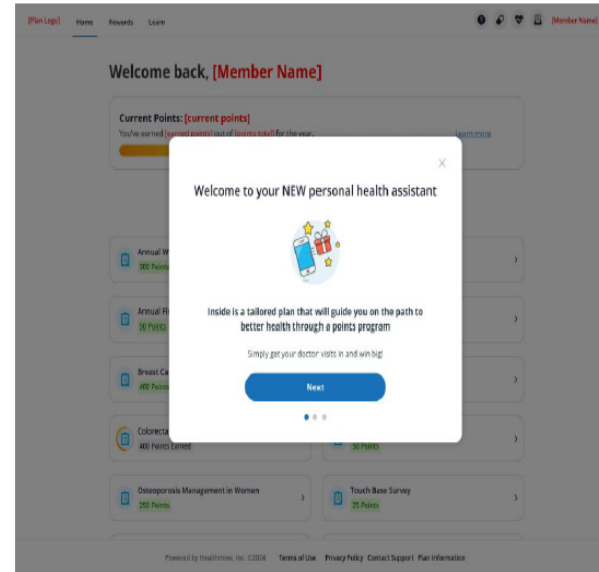 [Plan Logo] Home Rewards Learn [Member Name]
Welcome back, [Member Name]
Current Points: [current points]
You've earned [earned points] out of [points total] for the year. Learn more
X
Welcome to your NEW personal health assistant
Annual W
300 Points
Inside is a tailored plan that will guide you on the path to
better health through a points program
Annual Fl
50 Points
Simply get your doctor visits in and win big!
Breast Ca
400 Points
Next
Colorecta
400 Points Earned
50 Points
Osteoporosis Management in Women
250 Points
Touch Base Survey
25 Points
Powered by Healthmine, Inc. ©2024 Terms of Use Privacy Policy Contact Support Plan Information